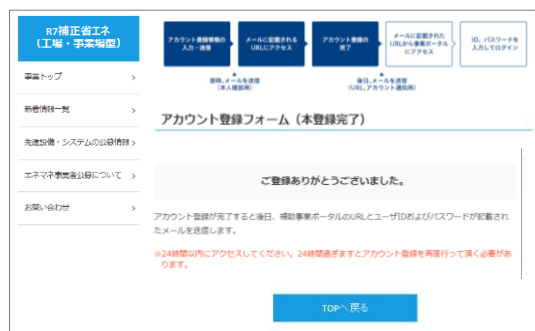 R7補正省エネ
(工場・事業場型)
事業トップ
新着情報一覧
先進設備・システムの公募情報
エネマネ事業者公募について
お問い合わせ
アカウント登録情報の
入力・送信
メールに記載される
URLにアクセス
アカウント登録の
完了
メールに記載された
URLから事業ポータル
にアクセス
ID、パスワードを
入力してログイン
即時、メールを送信
(本人確認用)
後日、メールを送信
(URL、アカウント通知用)
アカウント登録フォーム（本登録完了）
ご登録ありがとうございました。
アカウント登録が完了すると後日、補助事業ポータルのURLとユーザIDおよびパスワードが記載され
たメールを送信します。
※24時間以内にアクセスしてください。24時間過ぎますとアカウント登録を再度行って頂く必要があ
ります。
TOPへ戻る